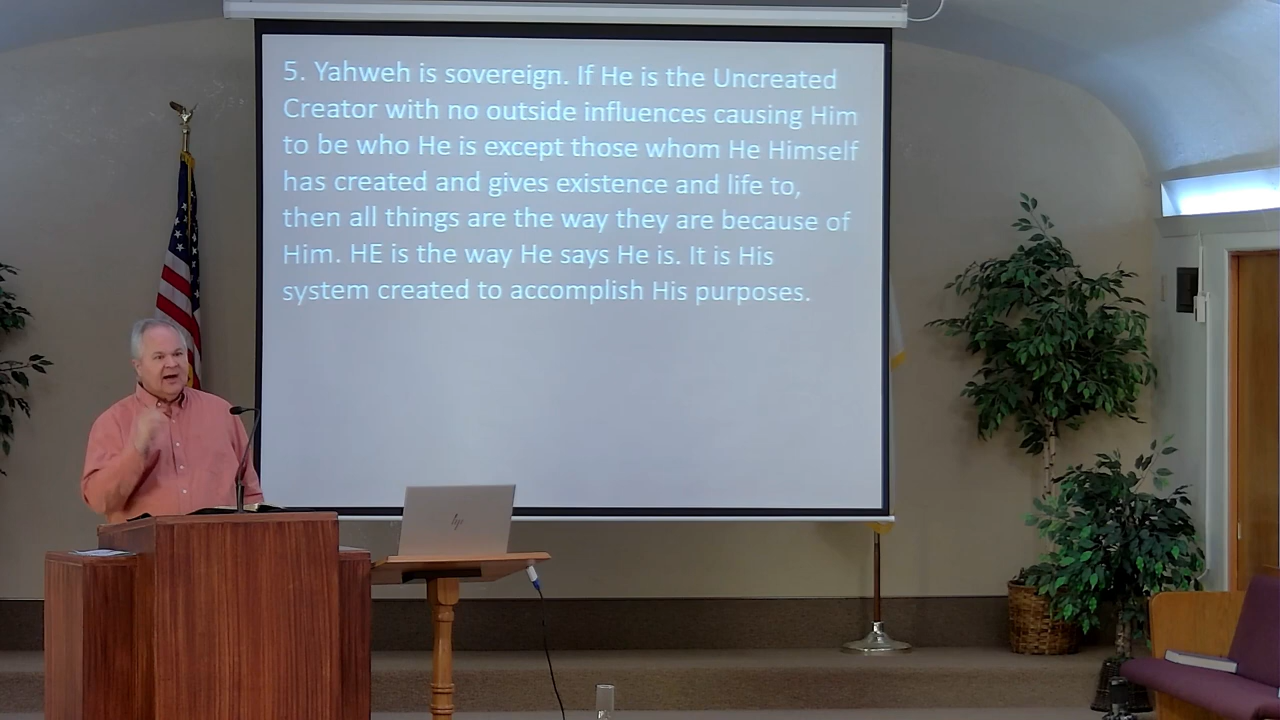 5. Yahweh is sovereign. If He is the Uncreated
Creator with no outside influences causing Him
to be who He is except those whom He Himself
has created and gives existence and life to,
then all things are the way they are because of
Him. HE is the way He says He is. It is His
system created to accomplish His purposes.
hp